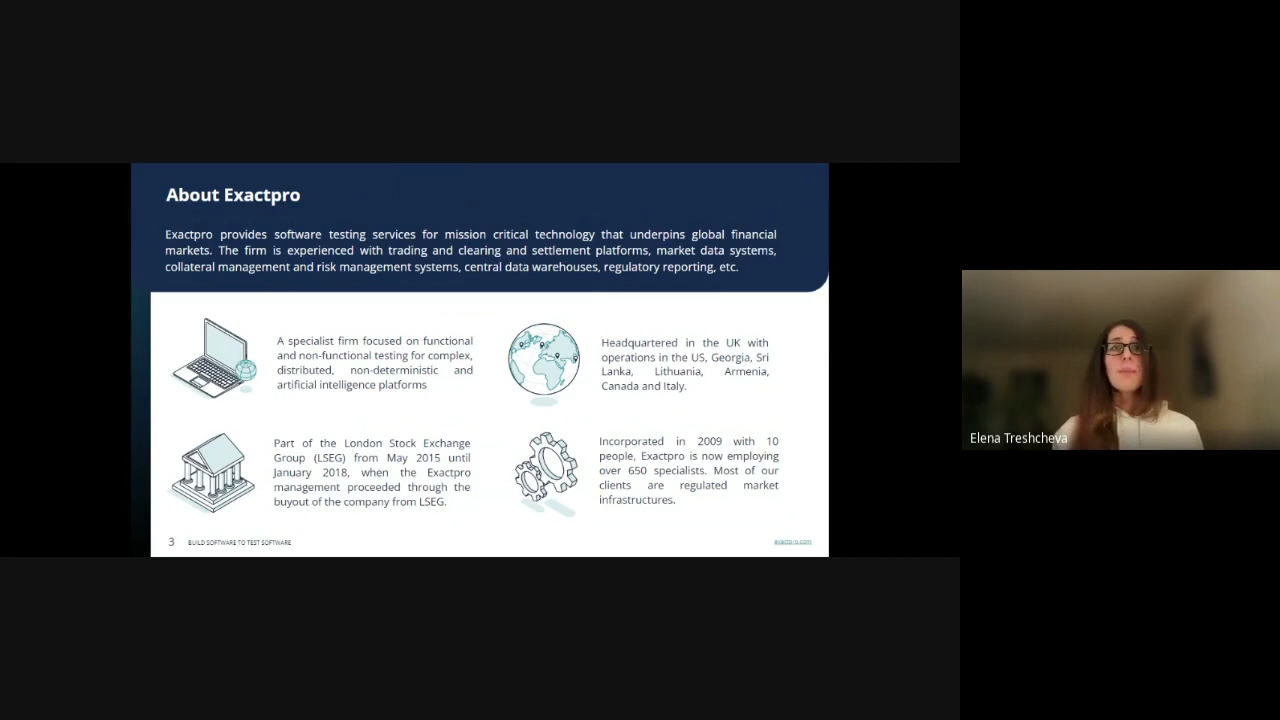 About Exactpro
Exactpro provides software testing services for mission critical technology that underpins global financial
markets. The firm is experienced with trading and clearing and settlement platforms, market data systems,
collateral management and risk management systems, central data warehouses, regulatory reporting, etc.
A specialist firm focused on functional
and non-functional testing for complex,
distributed, non-deterministic and
artificial intelligence platforms
Headquartered in the UK with
operations in the US, Georgia, Sri
Lanka, Lithuania, Armenia,
Canada and Italy.
Part of the London Stock Exchange
Group (LSEG) from May 2015 until
January 2018, when the Exactpro
management proceeded through the
buyout of the company from LSEG.
Incorporated in 2009 with 10
people, Exactpro is now employing
over 650 specialists. Most of our
clients are regulated market
infrastructures.
3 BUILD SOFTWARE TO TEST SOFTWARE
exactpro.com
Elena Treshcheva